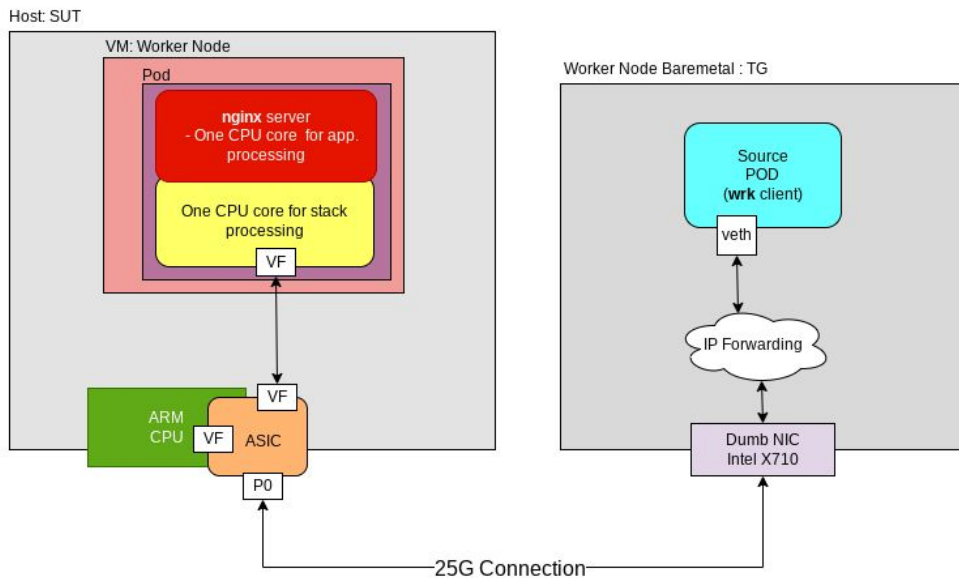 Host: SUT
VM: Worker Node
Pod
nginx server
- One CPU core for app.
processing
One CPU core for stack
processing
VF
VF
ARM
CPU
VF
ASIC
P0
Worker Node Baremetal : TG
Source
POD
(wrk client)
veth
IP Forwarding
Dumb NIC
Intel X710
25G Connection